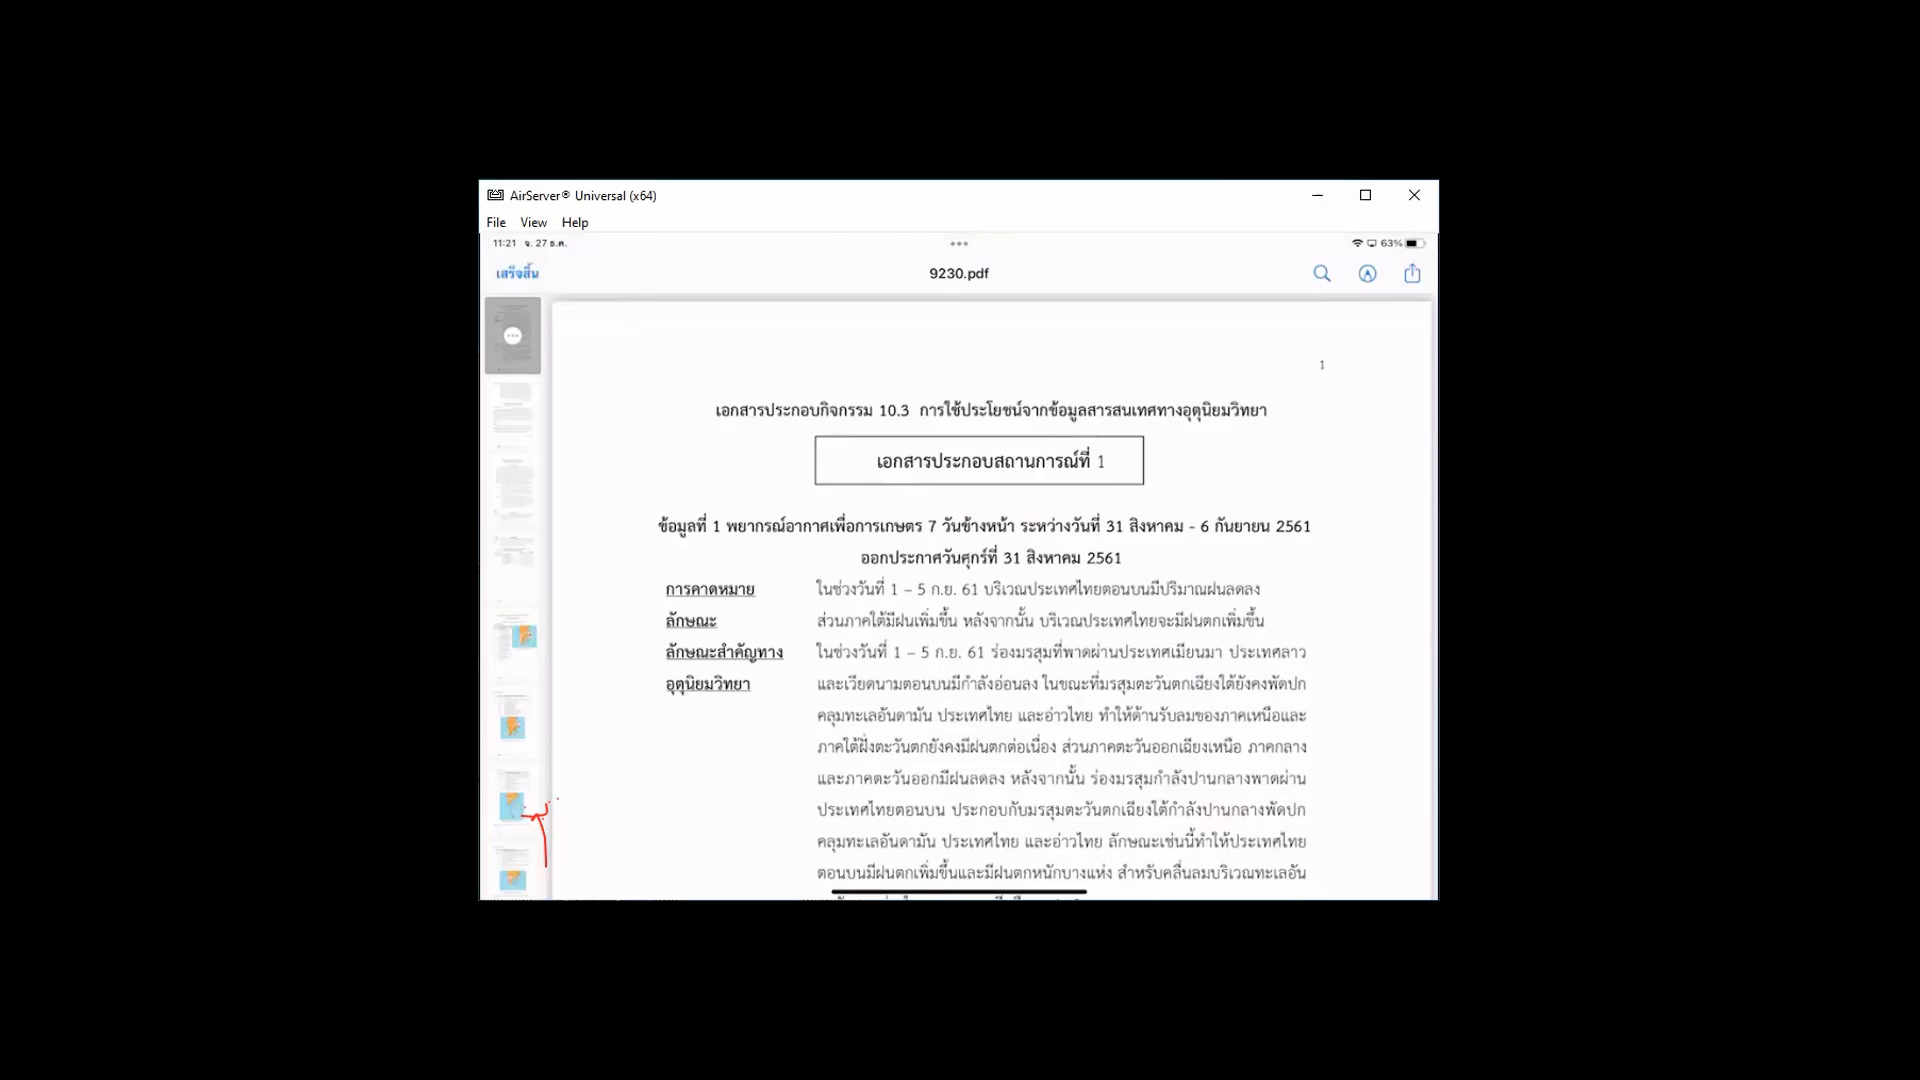 AirServer® Universal (x64)
File View Help
11:21 จ. 27 ธ.ค.
63%
เสร็จสิ้น
9230.pdf
1
เอกสารประกอบกิจกรรม 10.3 การใช้ประโยชน์จากข้อมูลสารสนเทศทางอุตุนิยมวิทยา
เอกสารประกอบสถานการณ์ที่ 1
ข้อมูลที่ 1 พยากรณ์อากาศเพื่อการเกษตร 7 วันข้างหน้า ระหว่างวันที่ 31 สิงหาคม - 6 กันยายน 2561
ออกประกาศวันศุกร์ที่ 31 สิงหาคม 2561
การคาดหมาย ในช่วงวันที่ 1 – 5 ก.ย. 61 บริเวณประเทศไทยตอนบนมีปริมาณฝนลดลง
ลักษณะ ส่วนภาคใต้มีฝนเพิ่มขึ้น หลังจากนั้น บริเวณประเทศไทยจะมีฝนตกเพิ่มขึ้น
ลักษณะสำคัญทาง ในช่วงวันที่ 1 – 5 ก.ย. 61 ร่องมรสุมที่พาดผ่านประเทศเมียนมา ประเทศลาว
อุตุนิยมวิทยา และเวียดนามตอนบนมีกำลังอ่อนลง ในขณะที่มรสุมตะวันตกเฉียงใต้ยังคงพัดปก
คลุมทะเลอันดามัน ประเทศไทย และอ่าวไทย ทำให้ด้านรับลมของภาคเหนือและ
ภาคใต้ฝั่งตะวันตกยังคงมีฝนตกต่อเนื่อง ส่วนภาคตะวันออกเฉียงเหนือ ภาคกลาง
และภาคตะวันออกมีฝนลดลง หลังจากนั้น ร่องมรสุมกำลังปานกลางพาดผ่าน
ประเทศไทยตอนบน ประกอบกับมรสุมตะวันตกเฉียงใต้กำลังปานกลางพัดปก
คลุมทะเลอันดามัน ประเทศไทย และอ่าวไทย ลักษณะเช่นนี้ทำให้ประเทศไทย
ตอนบนมีฝนตกเพิ่มขึ้นและมีฝนตกหนักบางแห่ง สำหรับคลื่นลมบริเวณทะเลอัน